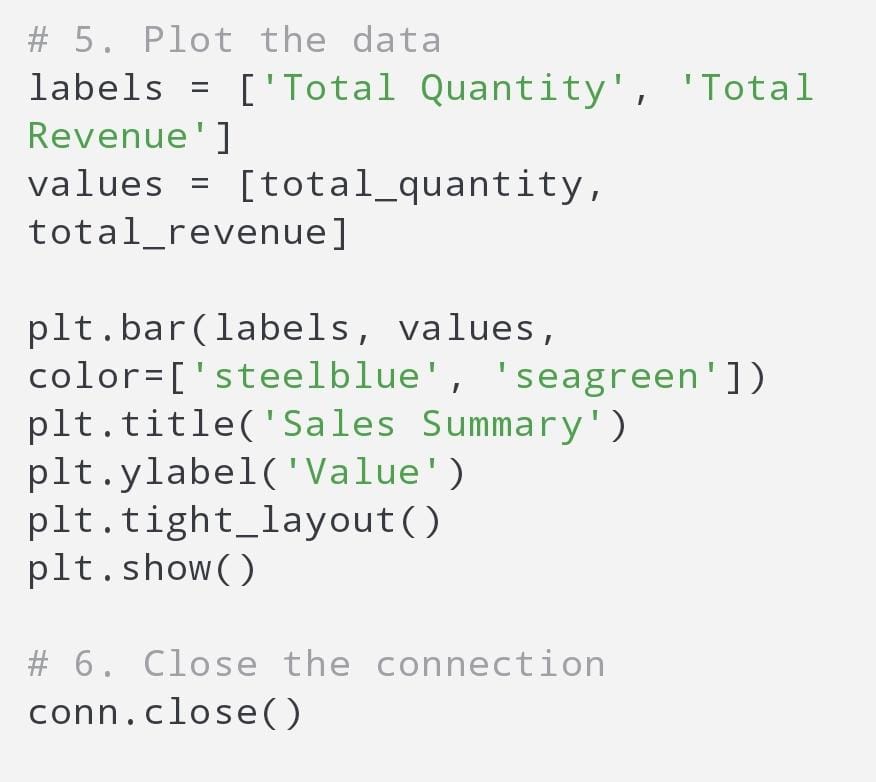 # 5. Plot the data
labels = ['Total Quantity', 'Total
Revenue']
values = [total_quantity,
total_revenue]
plt.bar(labels, values,
color=['steelblue', 'seagreen'])
plt.title('Sales Summary')
plt.ylabel('Value')
plt.tight_layout()
plt.show()
# 6. Close the connection
conn.close()